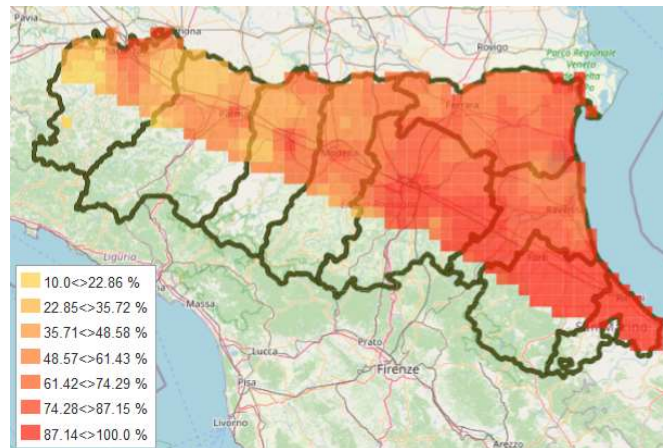 Pavia
Rovigo
Parco Regionale
Veneto
Ferrara
Liguria
Massa
Lucca
Prato
Firenze
Pisa
Livorno
Arezzo
10.0<>22.86 %
22.85<>35.72 %
35.71<>48.58 %
48.57<>61.43 %
61.42<>74.29 %
74.28<>87.15 %
87.14<>100.0 %